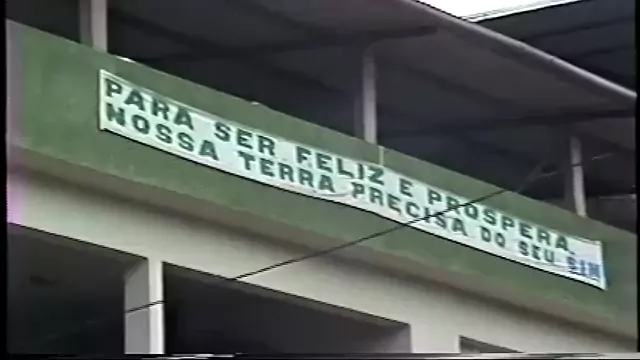 PARA SER FELIZ E PROSPERA
NOSSA TERRA PRECISA DO SEU SIM